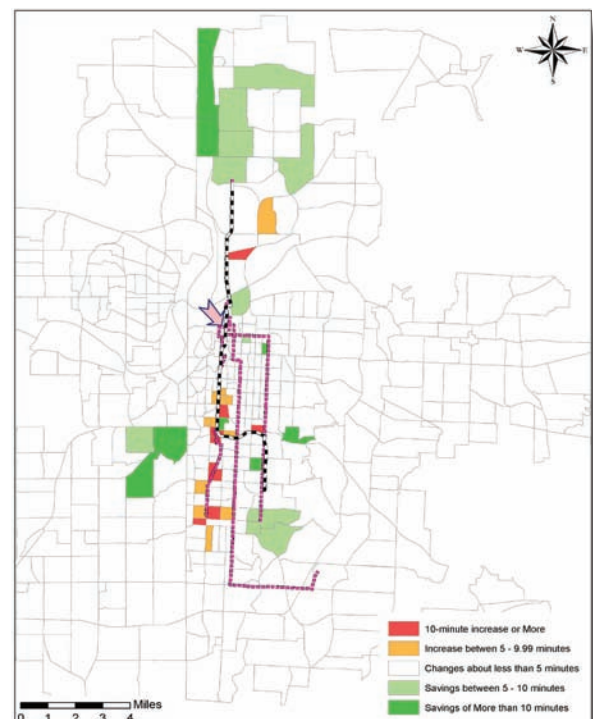 N
W E
S
10-minute increase or More
Increase betwen 5 - 9.99 minutes
Changes about less than 5 minutes
Savings between 5 - 10 minutes
Savings of More than 10 minutes
Miles
0 1 2 3 4